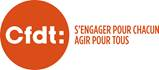 Cfdt:
S'ENGAGER POUR CHACUN
AGIR POUR TOUS